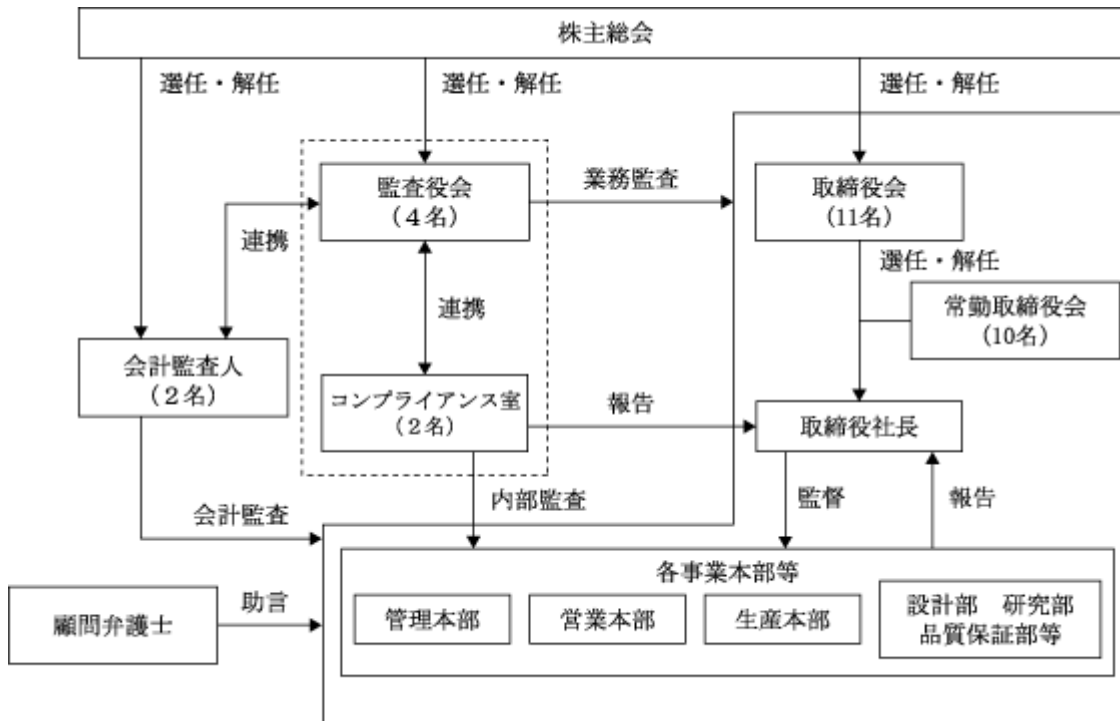 株主総会
選任・解任
選任・解任
選任・解任
監査役会
(4名)
業務監査
取締役会
(11名)
連携
選任・解任
連携
常勤取締役会
(10名)
会計監査人
(2名)
コンプライアンス室
(2名)
報告
取締役社長
内部監査
監督
報告
会計監査
各事業本部等
顧問弁護士
助言
管理本部
営業本部
生産本部
設計部 研究部
品質保証部等